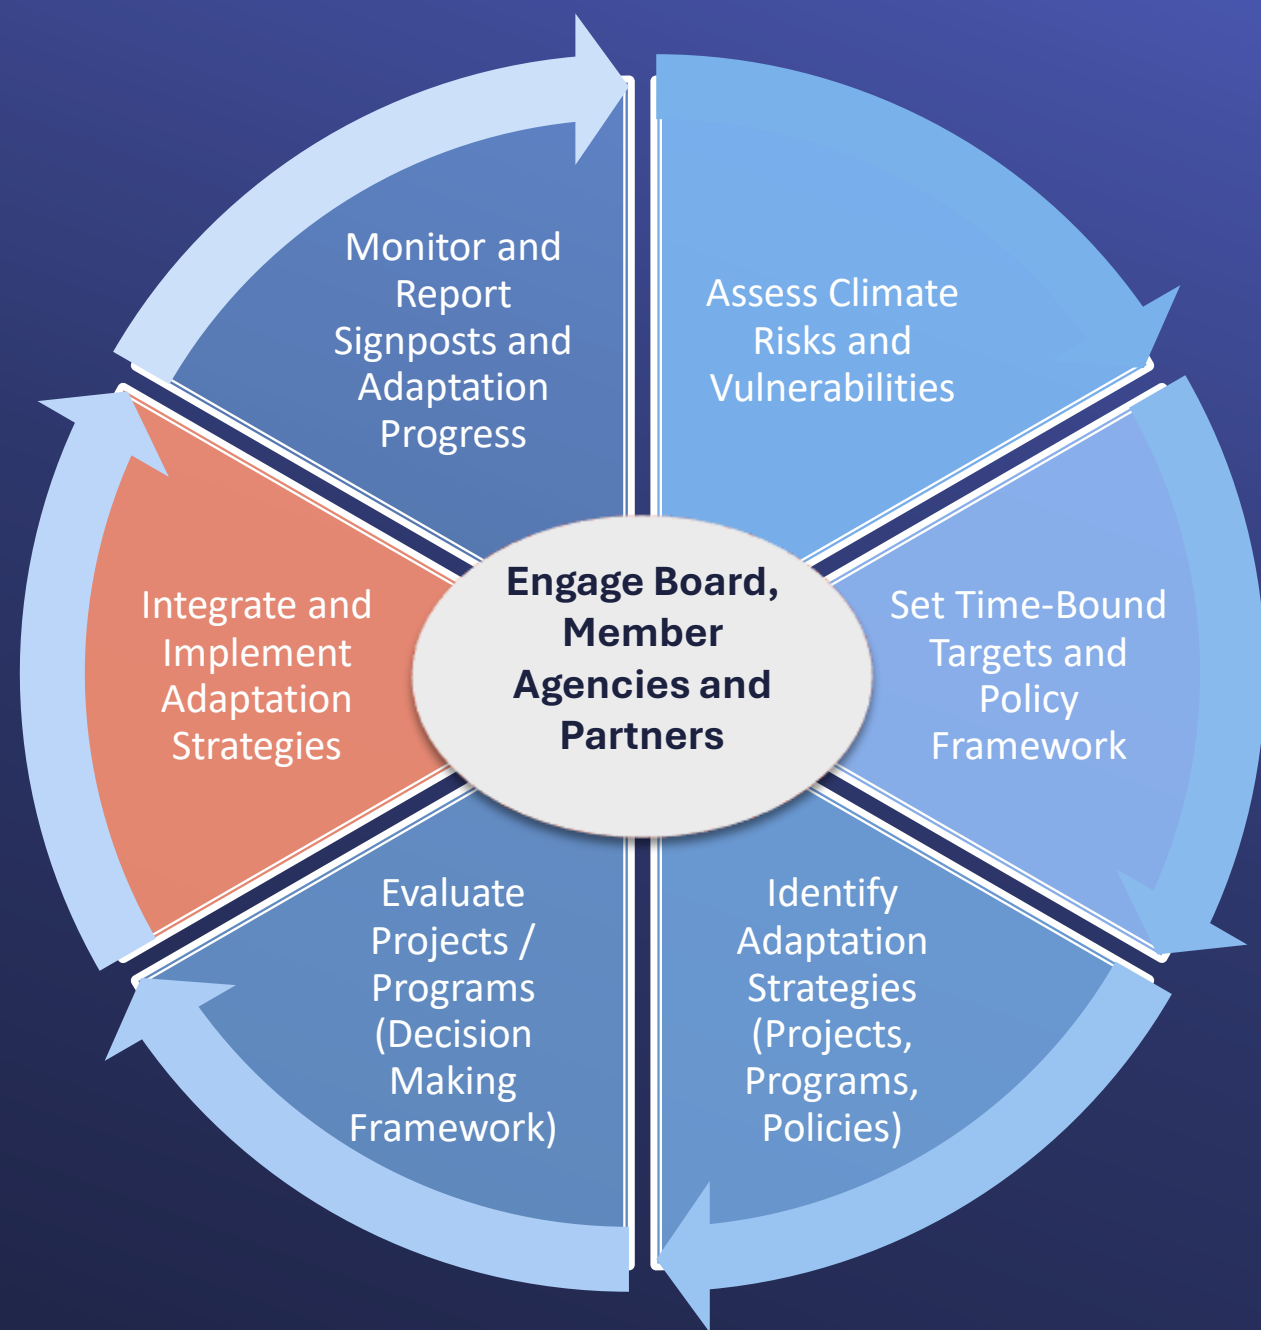 Monitor and
Report
Signposts and
Adaptation
Progress
Assess Climate
Risks and
Vulnerabilities
Engage Board,
Member
Agencies and
Partners
Integrate and
Implement
Adaptation
Strategies
Set Time-Bound
Targets and
Policy
Framework
Evaluate
Projects /
Programs
(Decision
Making
Framework)
Identify
Adaptation
Strategies
(Projects,
Programs,
Policies)